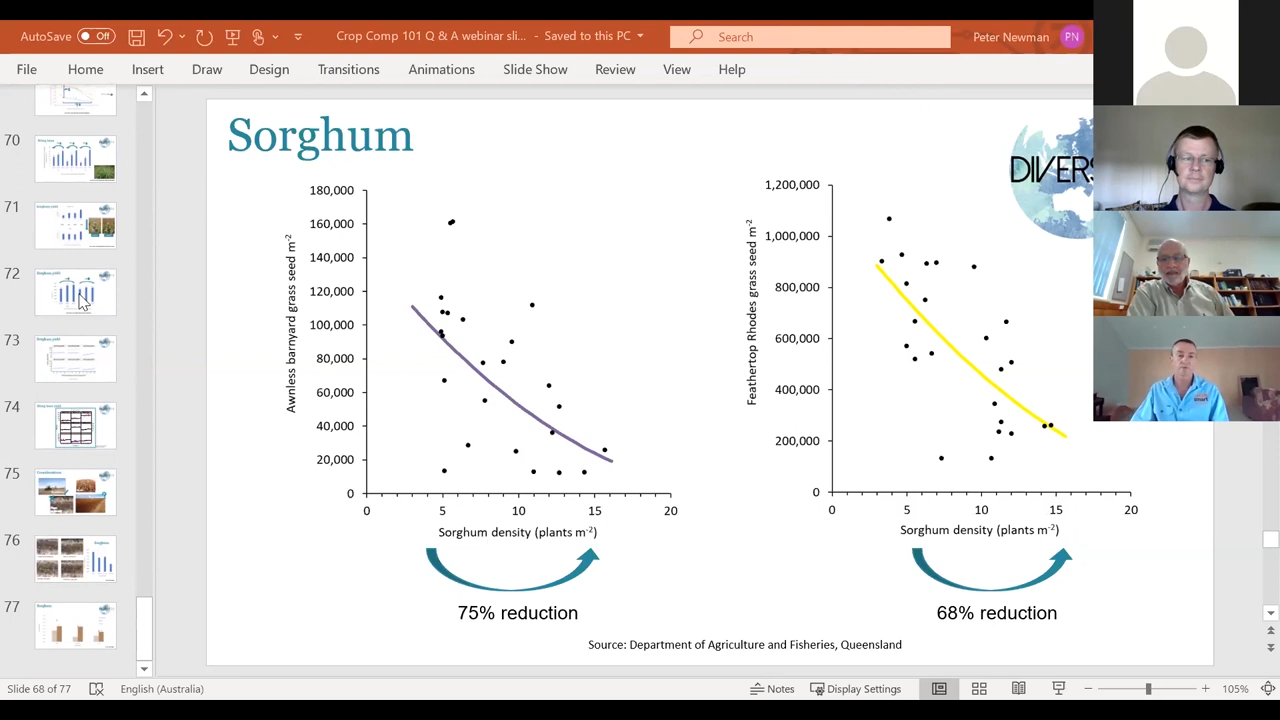 AutoSave Off Crop Comp 101 Q & A webinar sli... - Saved to this PC Search Peter Newman PN
File Home Insert Draw Design Transitions Animations Slide Show Review View Help
70
71
72
73
74
75
76
77
Sorghum
DIVERS
180,000
160,000
140,000
120,000
100,000
80,000
60,000
40,000
20,000
0
Awnless barnyard grass seed m-2
0 5 10 15 20
Sorghum density (plants m-2)
75% reduction
1,200,000
1,000,000
800,000
600,000
400,000
200,000
0
Feathertop Rhodes grass seed m-2
0 5 10 15 20
Sorghum density (plants m-2)
68% reduction
Source: Department of Agriculture and Fisheries, Queensland
Slide 68 of 77 English (Australia) Notes Display Settings 105%